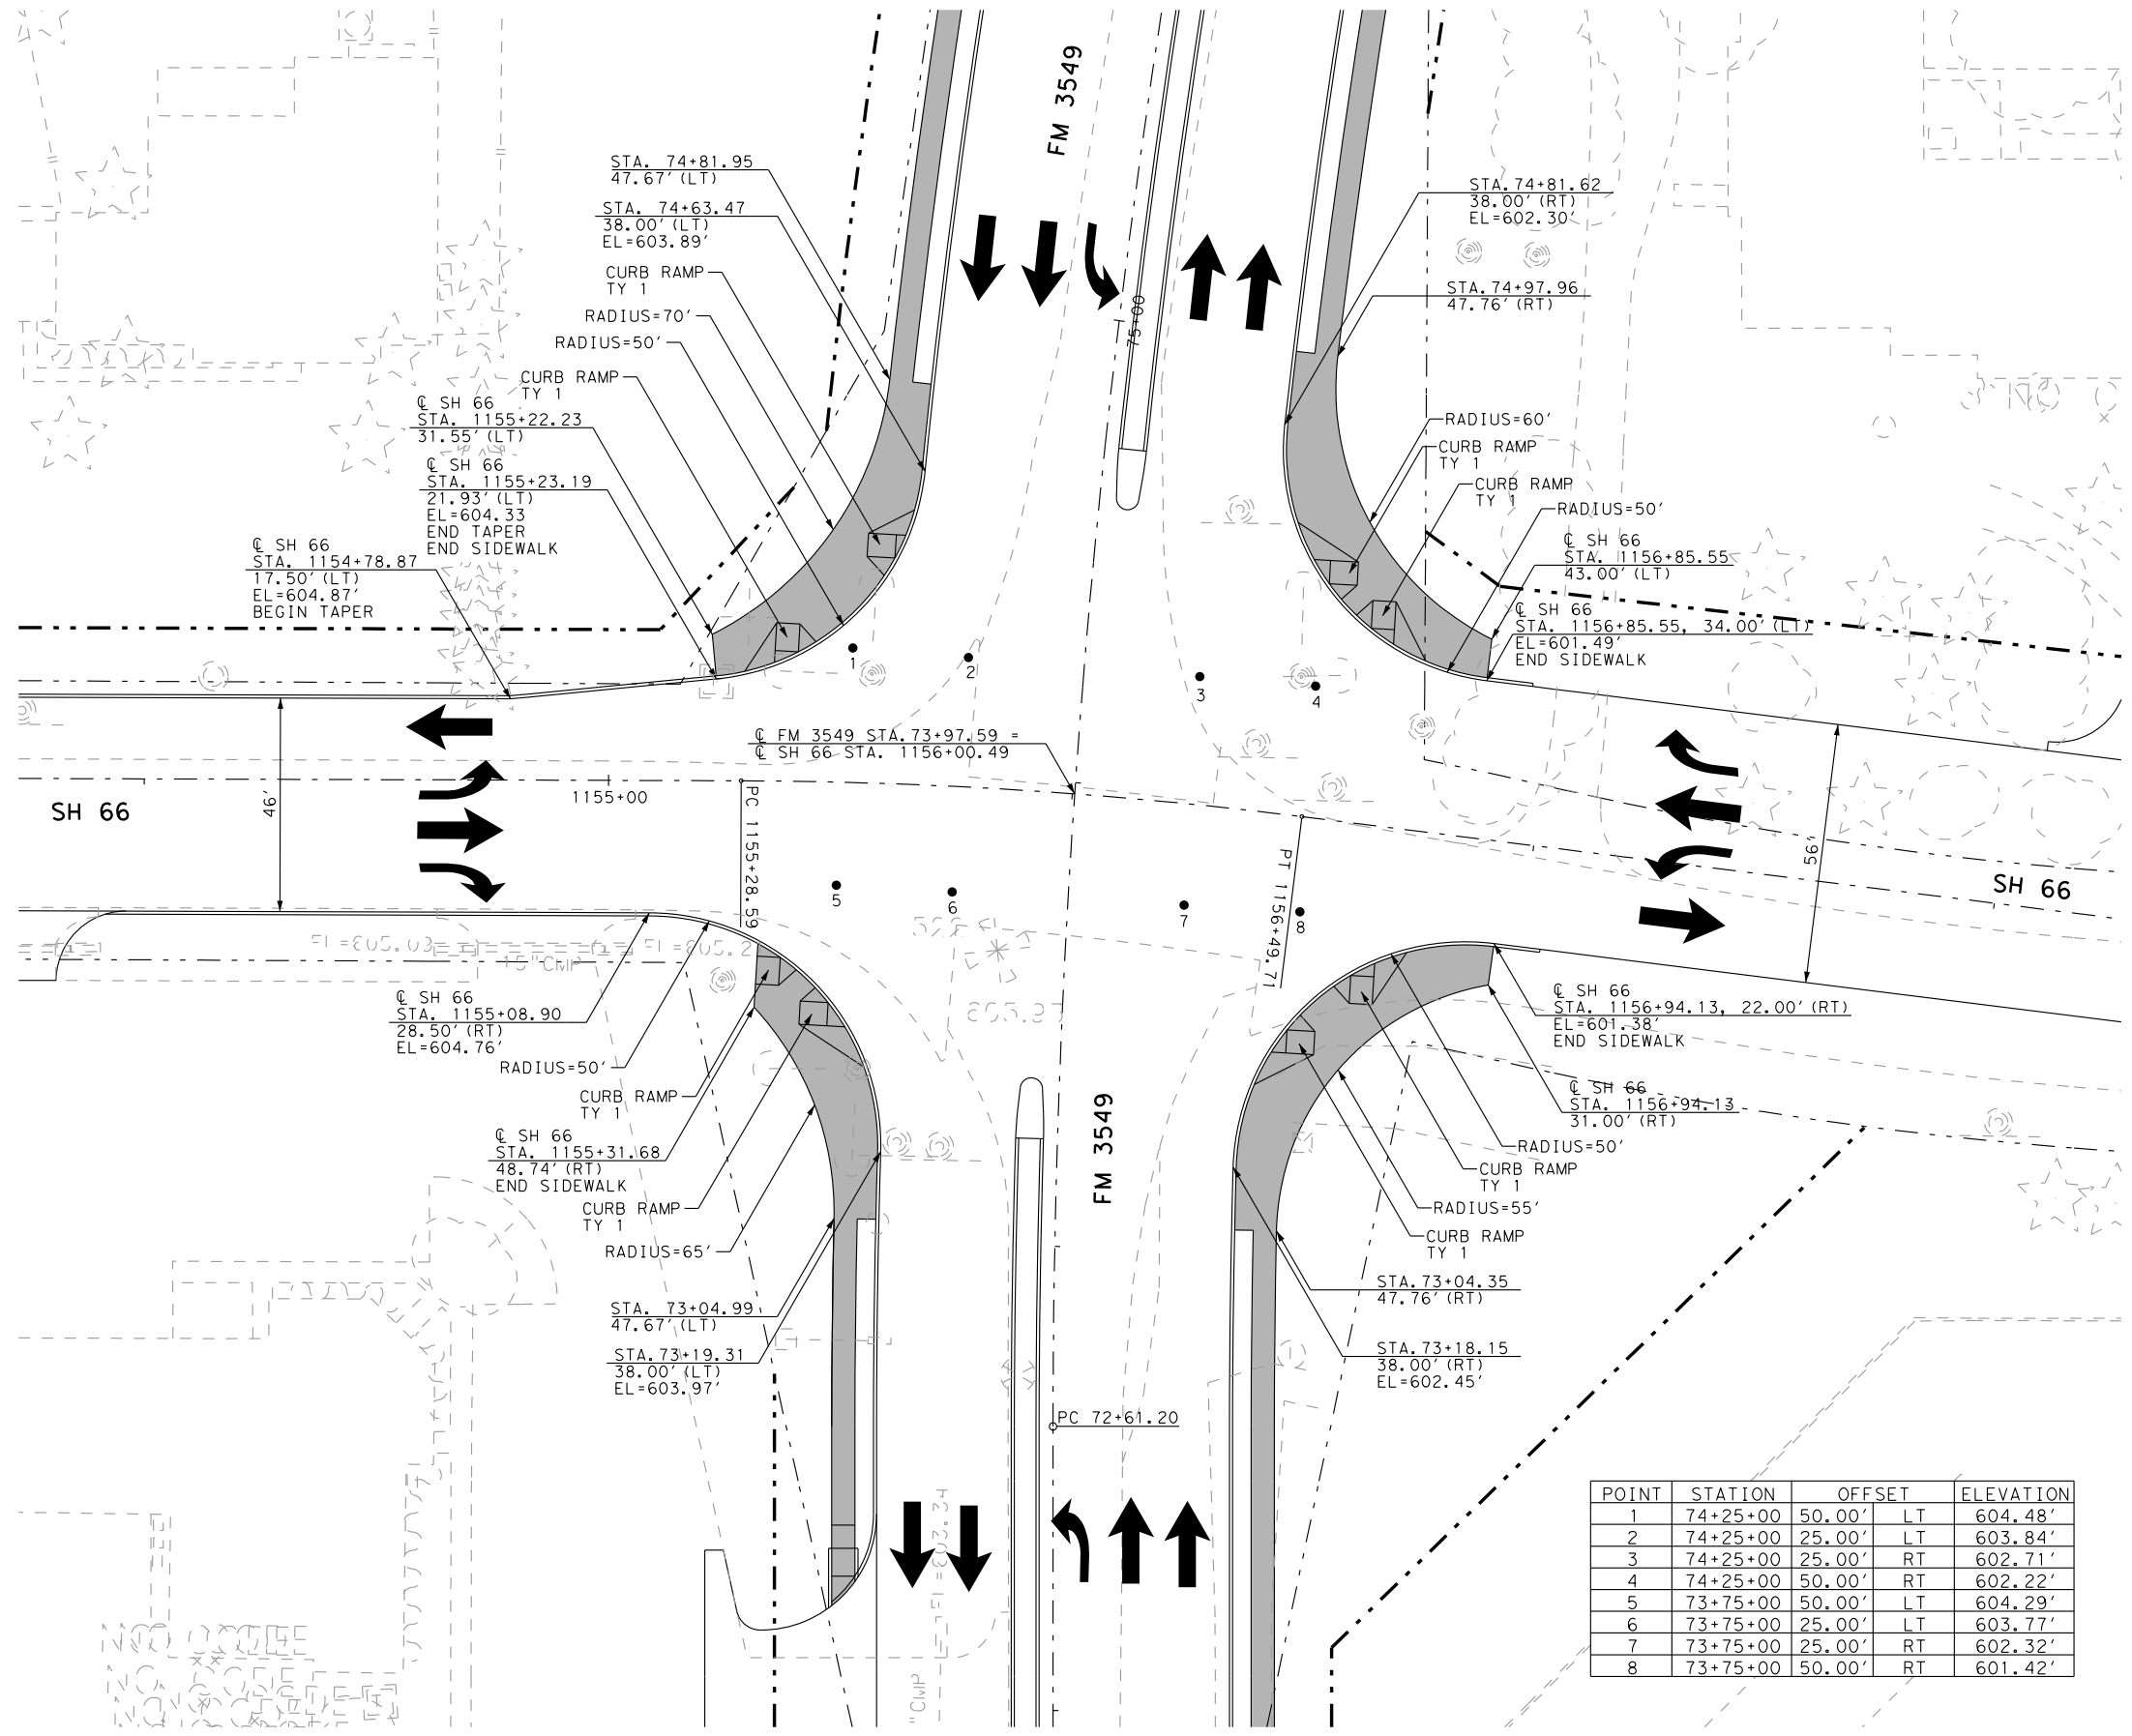 FM 3549
STA. 74+81.95
47.67' (LT)
STA. 74+63.47
38.00' (LT)
EL=603.89'
CURB RAMP
TY 1
RADIUS=70'
RADIUS=50'
CURB RAMP
TY 1
℄ SH 66
STA. 1155+22.23
31.55' (LT)
℄ SH 66
STA. 1155+23.19
21.93' (LT)
EL=604.33
END TAPER
END SIDEWALK
℄ SH 66
STA. 1154+78.87
17.50' (LT)
EL=604.87'
BEGIN TAPER
75+00
STA.74+81.62
38.00' (RT)
EL=602.30'
STA.74+97.96
47.76' (RT)
RADIUS=60'
CURB RAMP
TY 1
CURB RAMP
TY 1
RADIUS=50'
℄ SH 66
STA. 1156+85.55
43.00' (LT)
℄ SH 66
STA. 1156+85.55, 34.00' (LT)
EL=601.49'
END SIDEWALK
1
2
3
4
℄ FM 3549 STA.73+97.59 =
℄ SH 66 STA. 1156+00.49
SH 66
46'
1155+00
PC 1155+28.59
PT 1156+49.71
56'
SH 66
5
6
7
8
EL=605.03
15"CMP
605.97
℄ SH 66
STA. 1155+08.90
28.50' (RT)
EL=604.76'
RADIUS=50'
CURB RAMP
TY 1
℄ SH 66
STA. 1155+31.68
48.74' (RT)
END SIDEWALK
CURB RAMP
TY 1
RADIUS=65'
STA. 73+04.99
47.67' (LT)
STA.73+19.31
38.00' (LT)
EL=603.97'
FM 3549
℄ SH 66
STA. 1156+94.13, 22.00' (RT)
EL=601.38'
END SIDEWALK
℄ SH 66
STA. 1156+94.13
31.00' (RT)
RADIUS=50'
CURB RAMP
TY 1
RADIUS=55'
CURB RAMP
TY 1
STA.73+04.35
47.76' (RT)
STA.73+18.15
38.00' (RT)
EL=602.45'
PC 72+61.20
FL=603.34
"CMP
POINT STATION OFFSET ELEVATION
1 74+25+00 50.00' LT 604.48'
2 74+25+00 25.00' LT 603.84'
3 74+25+00 25.00' RT 602.71'
4 74+25+00 50.00' RT 602.22'
5 73+75+00 50.00' LT 604.29'
6 73+75+00 25.00' LT 603.77'
7 73+75+00 25.00' RT 602.32'
8 73+75+00 50.00' RT 601.42'